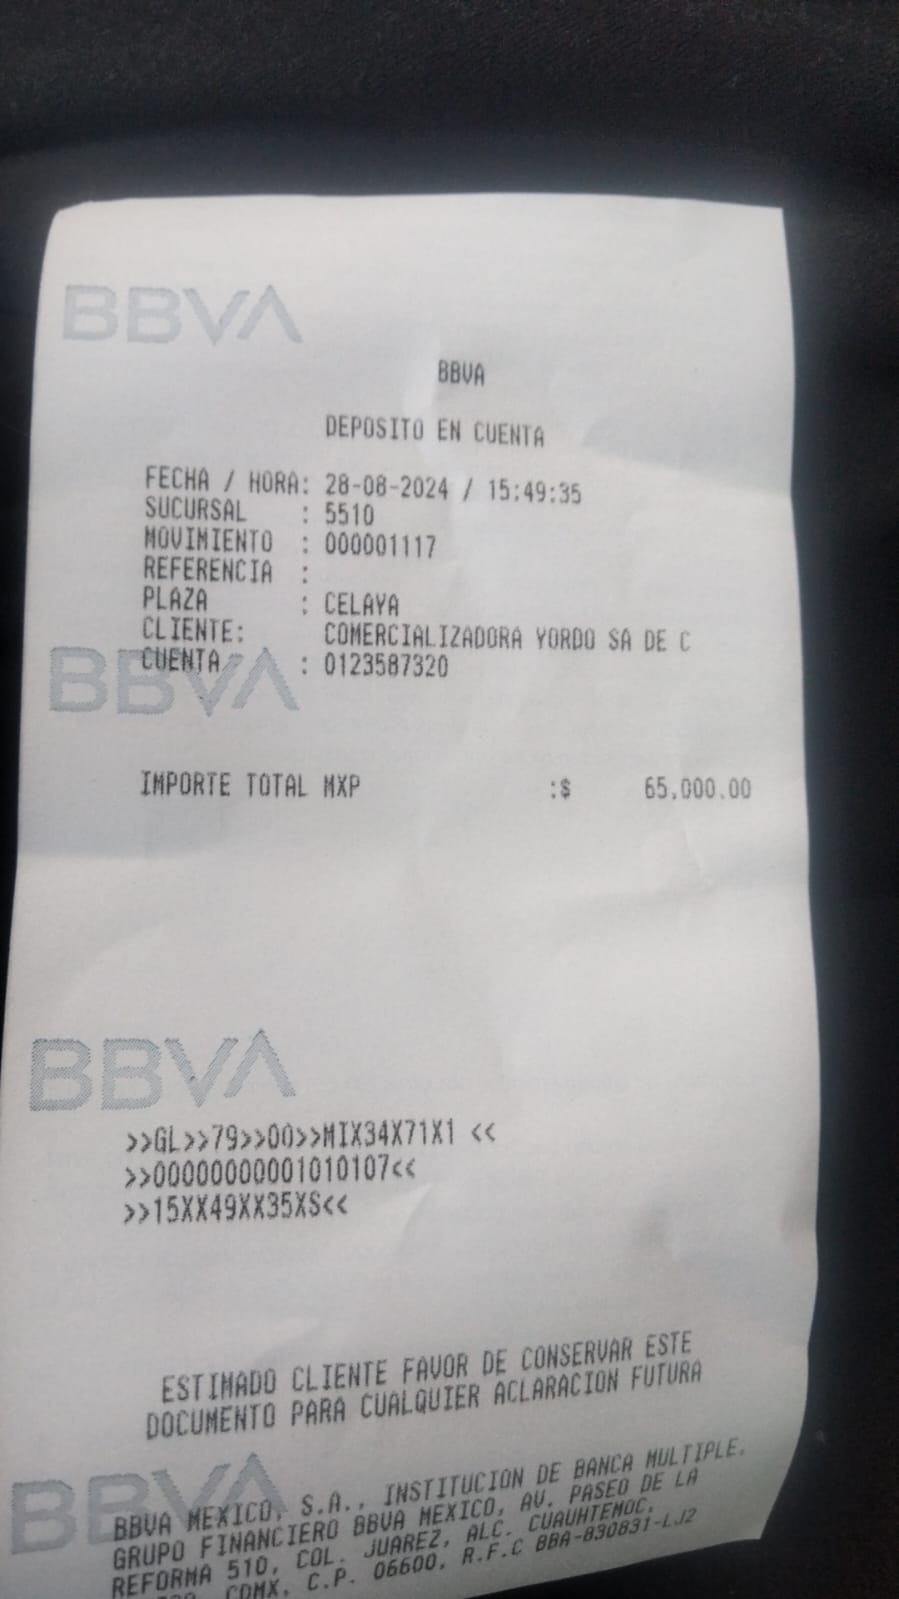 BBVA
BBVA
DEPOSITO EN CUENTA
FECHA / HORA: 28-08-2024 / 15:49:35
SUCURSAL : 5510
MOVIMIENTO : 000001117
REFERENCIA :
PLAZA : CELAYA
CLIENTE: COMERCIALIZADORA YORDO SA DE C
CUENTA : 0123587320
BBVA
IMPORTE TOTAL MXP :$ 65,000.00
BBVA
>>GL>>79>>00>>MIX34X71X1 <<
>>000000000001010107<<
>>15XX49XX35XS<<
ESTIMADO CLIENTE FAVOR DE CONSERVAR ESTE
DOCUMENTO PARA CUALQUIER ACLARACION FUTURA
BBVA
BBVA MEXICO, S.A., INSTITUCION DE BANCA MULTIPLE,
GRUPO FINANCIERO BBVA MEXICO, AV. PASEO DE LA
REFORMA 510, COL. JUAREZ, ALC. CUAUHTEMOC,
CDMX, C.P. 06600, R.F.C BBA-830831-LJ2